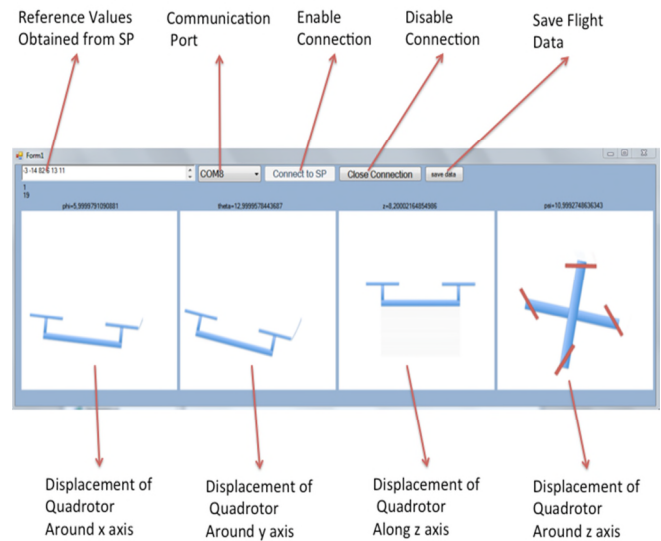 Reference Values
Obtained from SP
Communication
Port
Enable
Connection
Disable
Connection
Save Flight
Data
Form1
COM8
Connect to SP
Close Connection
save data
1
19
phi=5,9999791090881
theta=12,9999578443687
z=8,20002164854986
psi=10,9992748636343
Displacement of
Quadrotor
Around x axis
Displacement of
Quadrotor
Around y axis
Displacement of
Quadrotor
Along z axis
Displacement of
Quadrotor
Around z axis